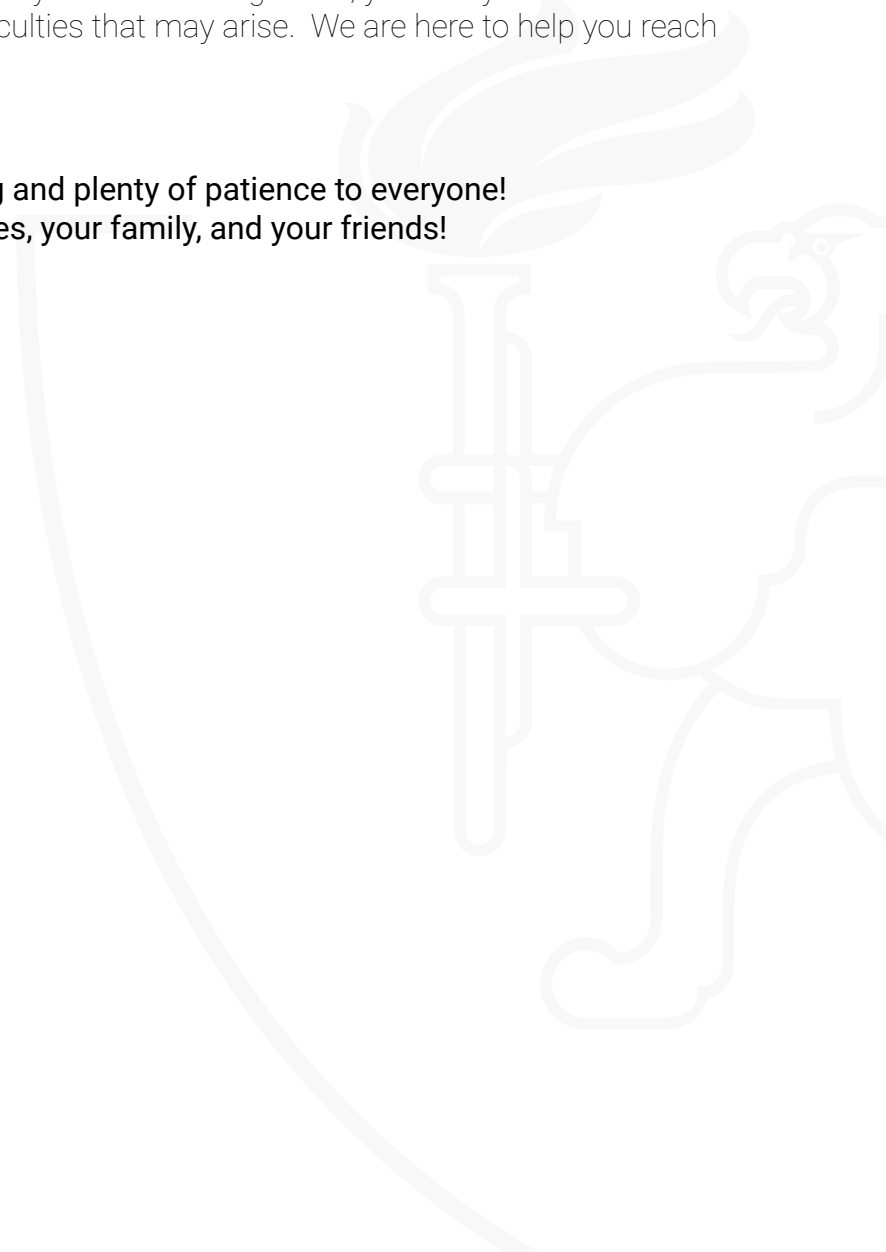 culties that may arise.  We are here to help you reach
g and plenty of patience to everyone!
es, your family, and your friends!